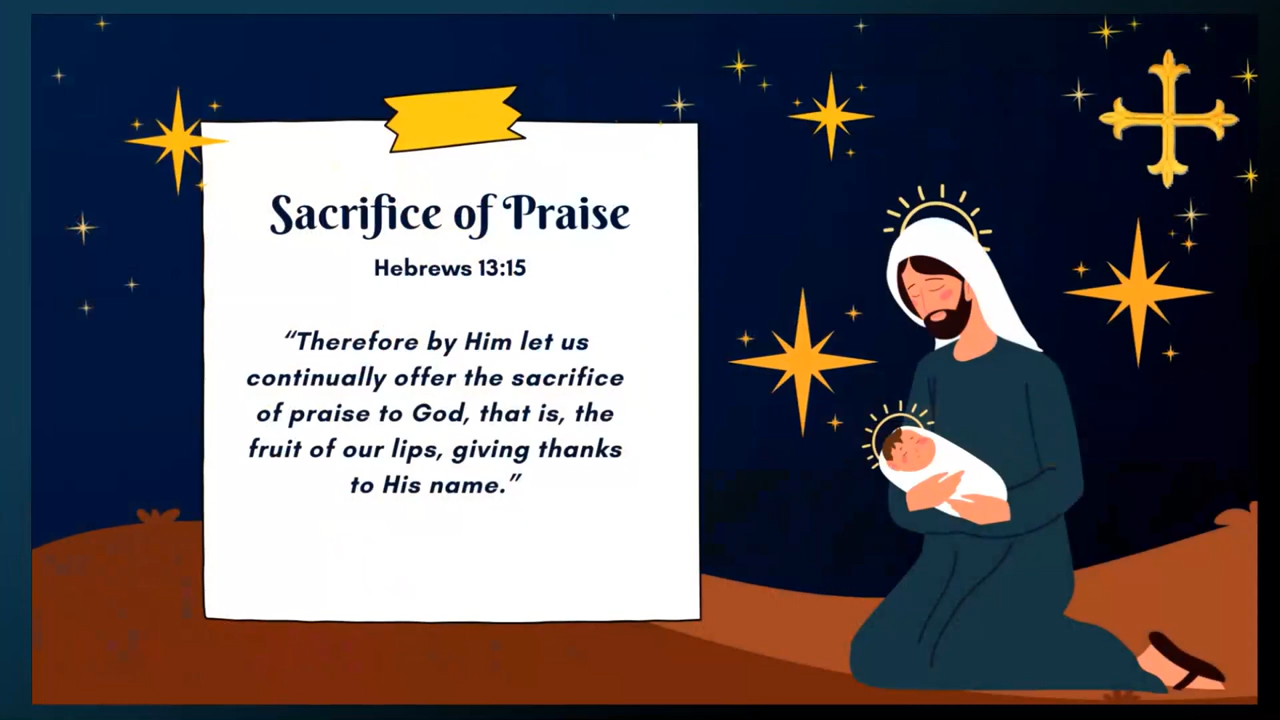 Sacrifice of Praise
Hebrews 13:15
“Therefore by Him let us
continually offer the sacrifice
of praise to God, that is, the
fruit of our lips, giving thanks
to His name.”